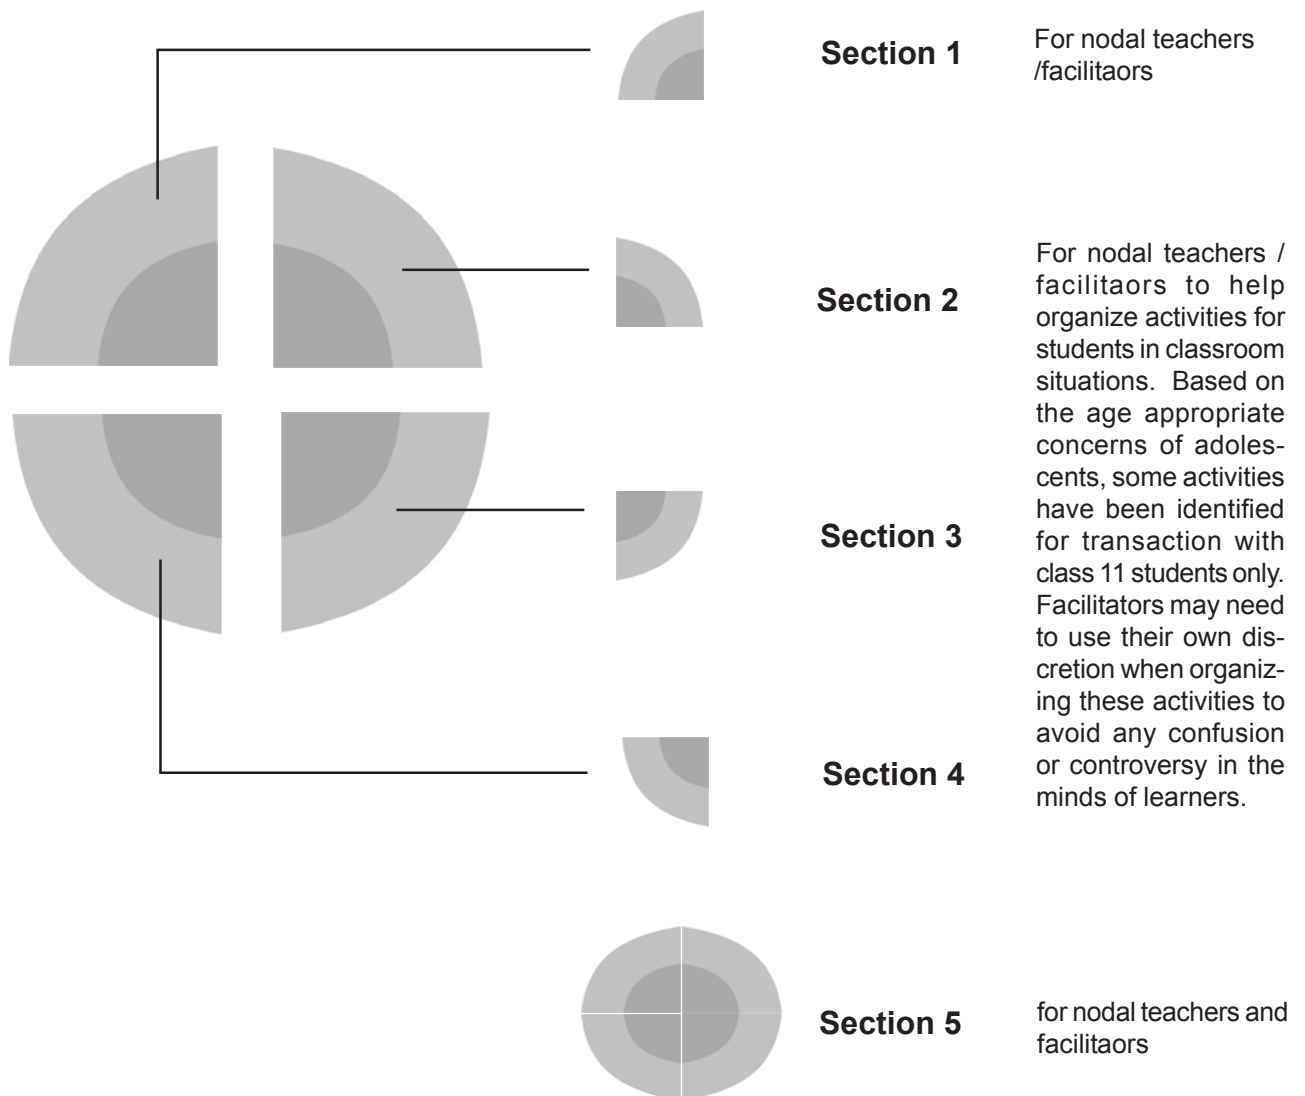 Section 1
For nodal teachers
/facilitaors
Section 2
For nodal teachers /
facilitaors to help
organize activities for
students in classroom
situations. Based on
the age appropriate
concerns of adoles-
cents, some activities
have been identified
for transaction with
class 11 students only.
Facilitators may need
to use their own dis-
cretion when organiz-
ing these activities to
avoid any confusion
or controversy in the
minds of learners.
Section 3
Section 4
Section 5
for nodal teachers and
facilitaors